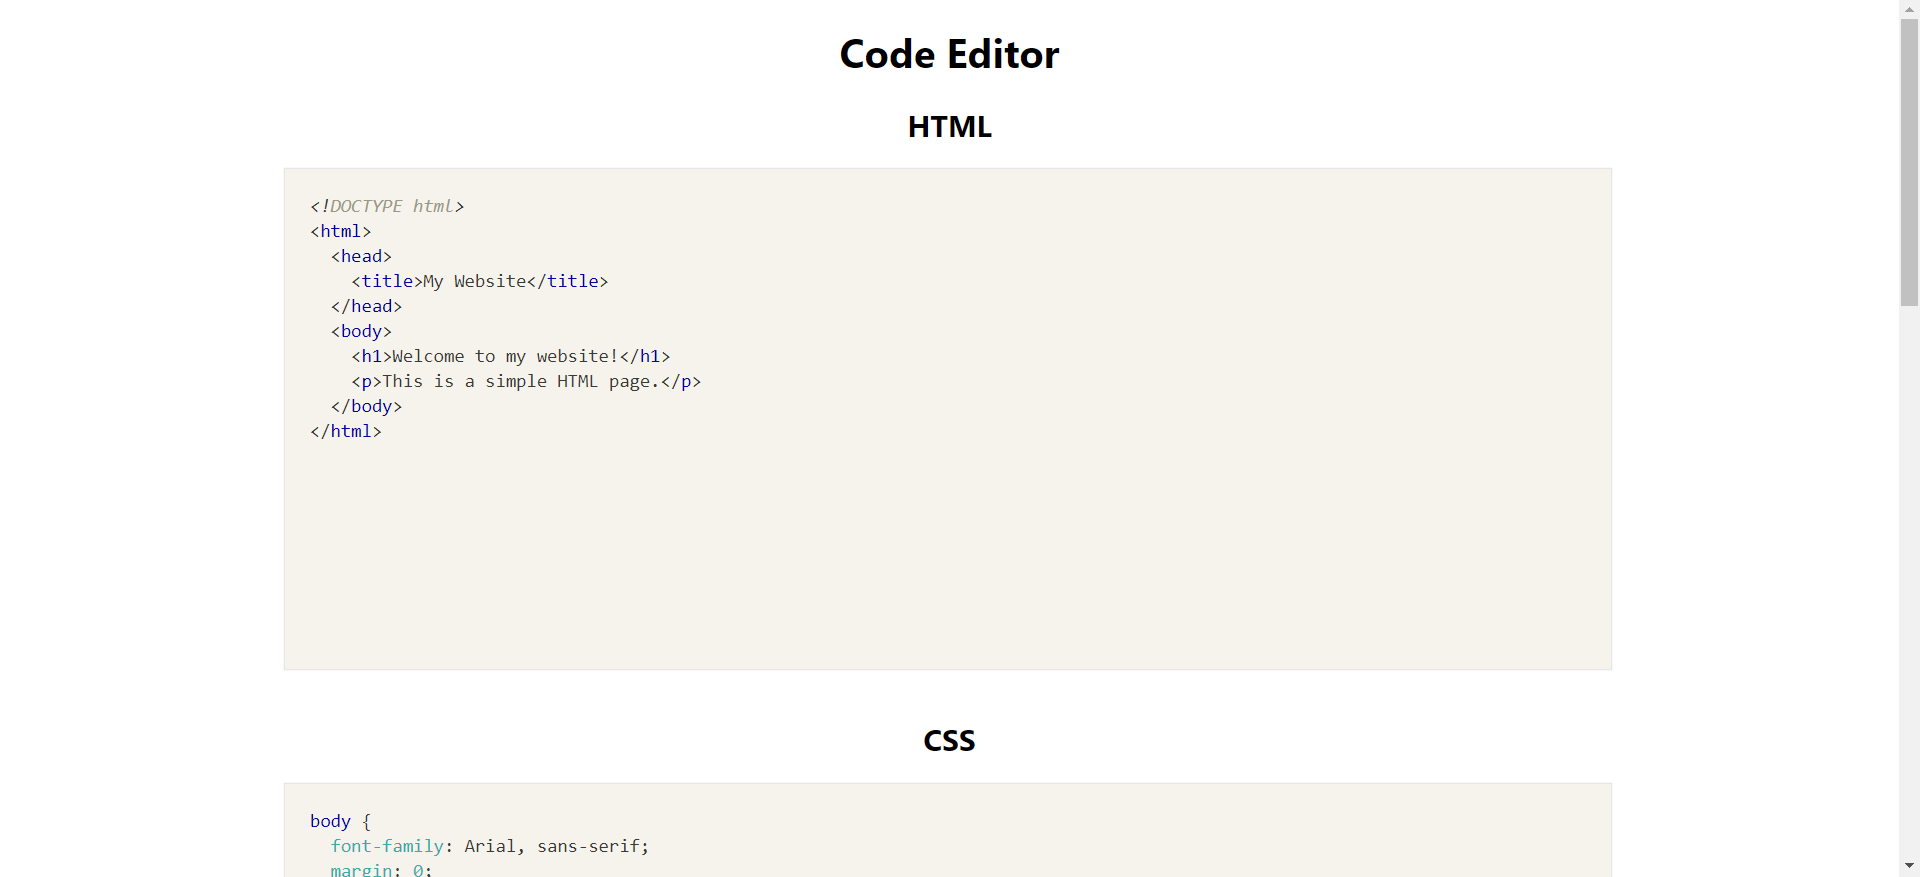 Code Editor
HTML
<!DOCTYPE html>
<html>
  <head>
    <title>My Website</title>
  </head>
  <body>
    <h1>Welcome to my website!</h1>
    <p>This is a simple HTML page.</p>
  </body>
</html>
CSS
body {
  font-family: Arial, sans-serif;
  margin: 0;